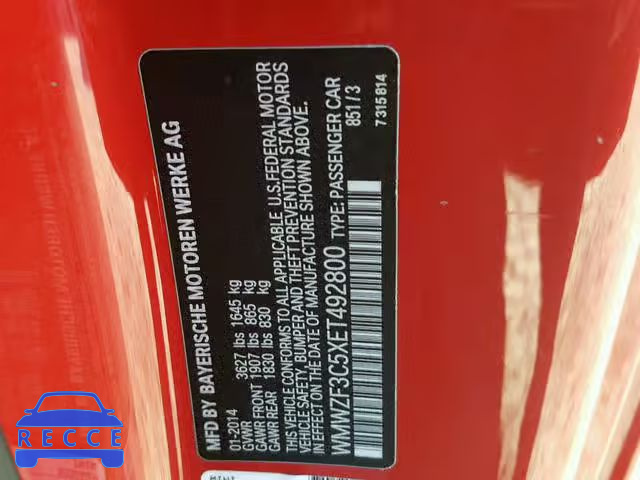 MFD BY BAYERISCHE MOTOREN WERKE AG
01-2014
GVWR 3627 lbs 1645 kg
GAWR FRONT 1907 lbs 865 kg
GAWR REAR 1830 lbs 830 kg
THIS VEHICLE CONFORMS TO ALL APPLICABLE U.S. FEDERAL MOTOR
VEHICLE SAFETY, BUMPER AND THEFT PREVENTION STANDARDS
IN EFFECT ON THE DATE OF MANUFACTURE SHOWN ABOVE.
WMWZF3C5XET492800 TYPE: PASSENGER CAR
851/3
7315814
RECCE